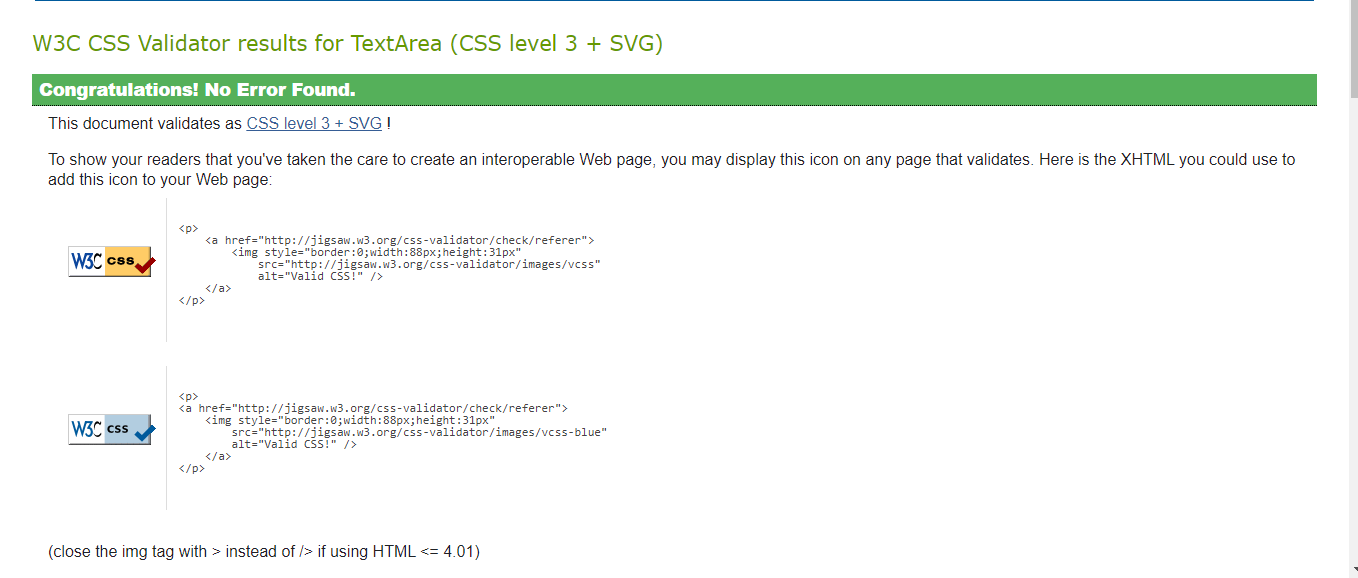 W3C CSS Validator results for TextArea (CSS level 3 + SVG)
Congratulations! No Error Found.
This document validates as CSS level 3 + SVG !
To show your readers that you've taken the care to create an interoperable Web page, you may display this icon on any page that validates. Here is the XHTML you could use to
add this icon to your Web page:
W3C css
<p>
    <a href="http://jigsaw.w3.org/css-validator/check/referer">
        <img style="border:0;width:88px;height:31px"
            src="http://jigsaw.w3.org/css-validator/images/vcss"
            alt="Valid CSS!" />
    </a>
</p>
W3C css
<p>
<a href="http://jigsaw.w3.org/css-validator/check/referer">
    <img style="border:0;width:88px;height:31px"
        src="http://jigsaw.w3.org/css-validator/images/vcss-blue"
        alt="Valid CSS!" />
    </a>
</p>
(close the img tag with > instead of /> if using HTML <= 4.01)